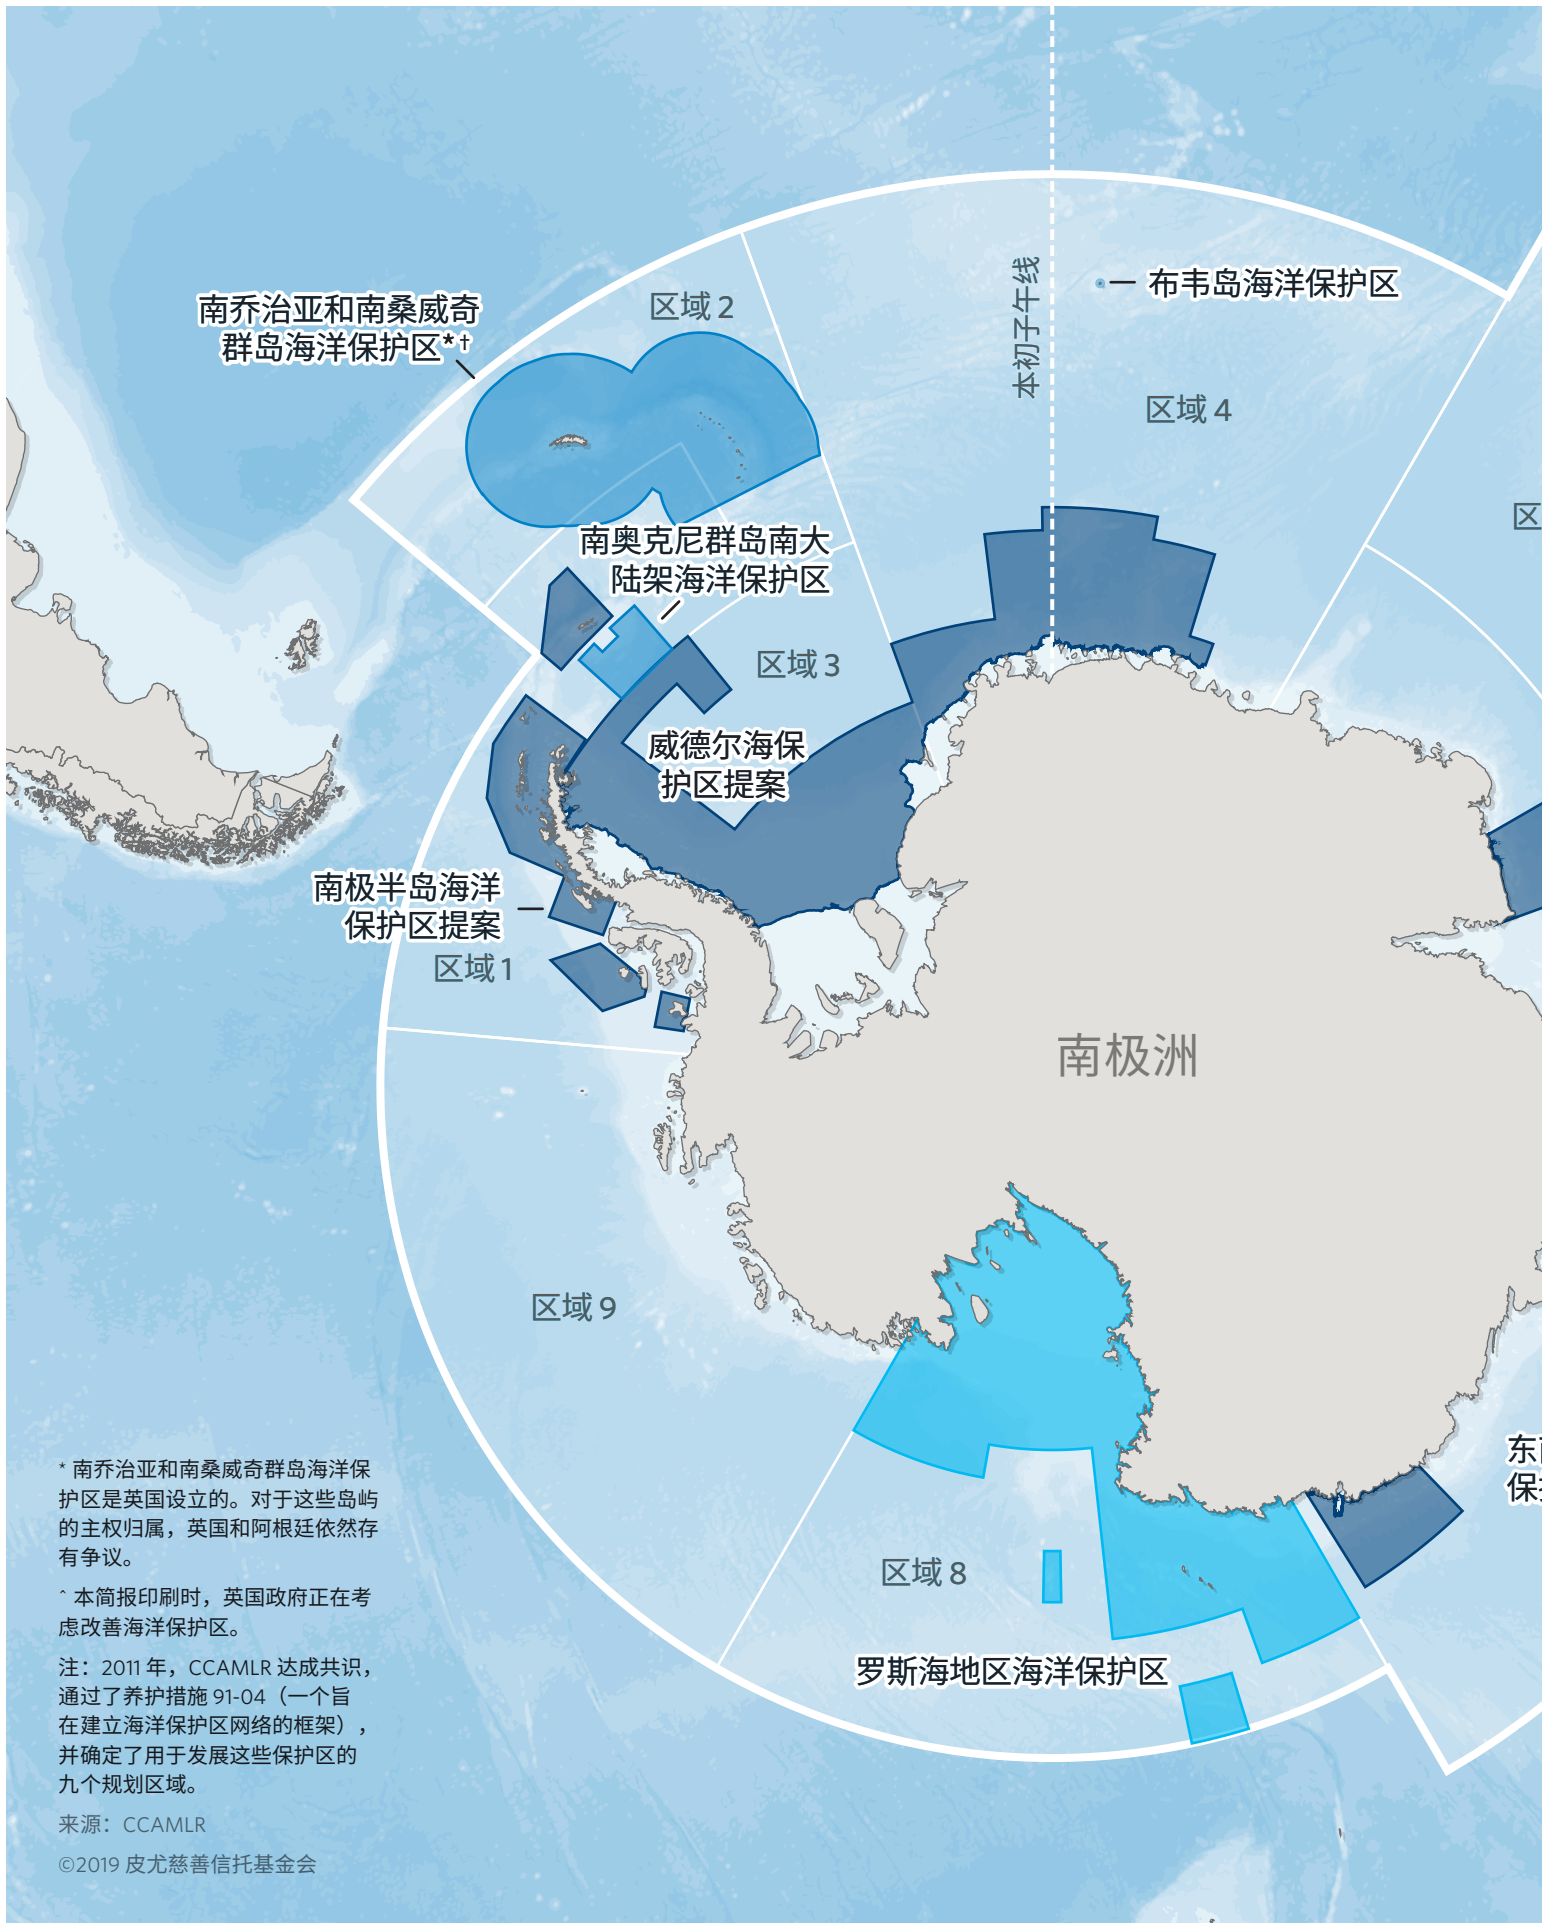 南乔治亚和南桑威奇
群岛海洋保护区*†
区域 2
本初子午线
布韦岛海洋保护区
区域 4
区
南奥克尼群岛南大
陆架海洋保护区
区域 3
威德尔海保
护区提案
南极半岛海洋
保护区提案
区域 1
南极洲
区域 9
东
保
区域 8
罗斯海地区海洋保护区
* 南乔治亚和南桑威奇群岛海洋保
护区是英国设立的。对于这些岛屿
的主权归属，英国和阿根廷依然存
有争议。
ˆ 本简报印刷时，英国政府正在考
虑改善海洋保护区。
注：2011 年，CCAMLR 达成共识，
通过了养护措施 91-04（一个旨
在建立海洋保护区网络的框架），
并确定了用于发展这些保护区的
九个规划区域。
来源：CCAMLR
©2019 皮尤慈善信托基金会